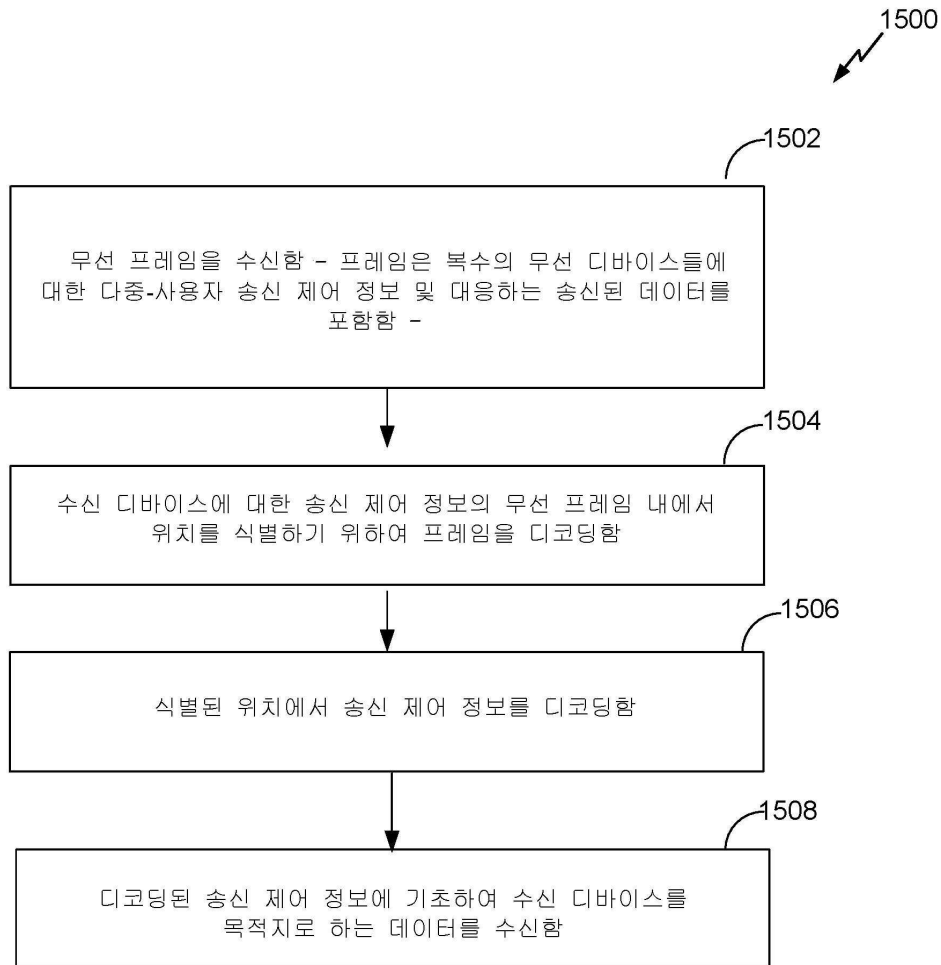 1500
1502
무선 프레임을 수신함 – 프레임은 복수의 무선 디바이스들에
대한 다중-사용자 송신 제어 정보 및 대응하는 송신된 데이터를
포함함 –
1504
수신 디바이스에 대한 송신 제어 정보의 무선 프레임 내에서
위치를 식별하기 위하여 프레임을 디코딩함
1506
식별된 위치에서 송신 제어 정보를 디코딩함
1508
디코딩된 송신 제어 정보에 기초하여 수신 디바이스를
목적지로 하는 데이터를 수신함